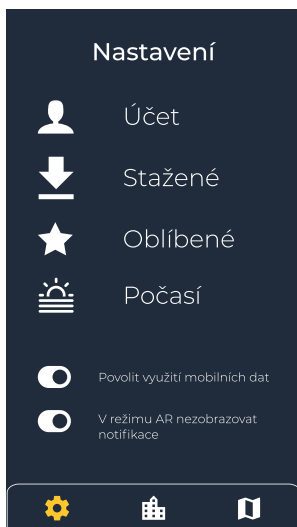 Nastavení
Účet
Stažené
Oblíbené
Počasí
Povolit využití mobilních dat
V režimu AR nezobrazovat
notifikace